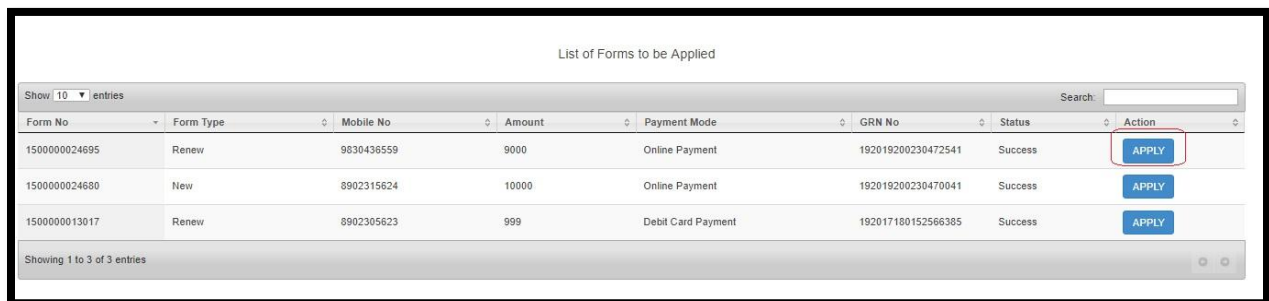 List of Forms to be Applied
Show 10 entries Search:
Form No Form Type Mobile No Amount Payment Mode GRN No Status Action
1500000024695 Renew 9830436559 9000 Online Payment 192019200230472541 Success APPLY
1500000024680 New 8902315624 10000 Online Payment 192019200230470041 Success APPLY
1500000013017 Renew 8902305623 999 Debit Card Payment 192017180152566385 Success APPLY
Showing 1 to 3 of 3 entries